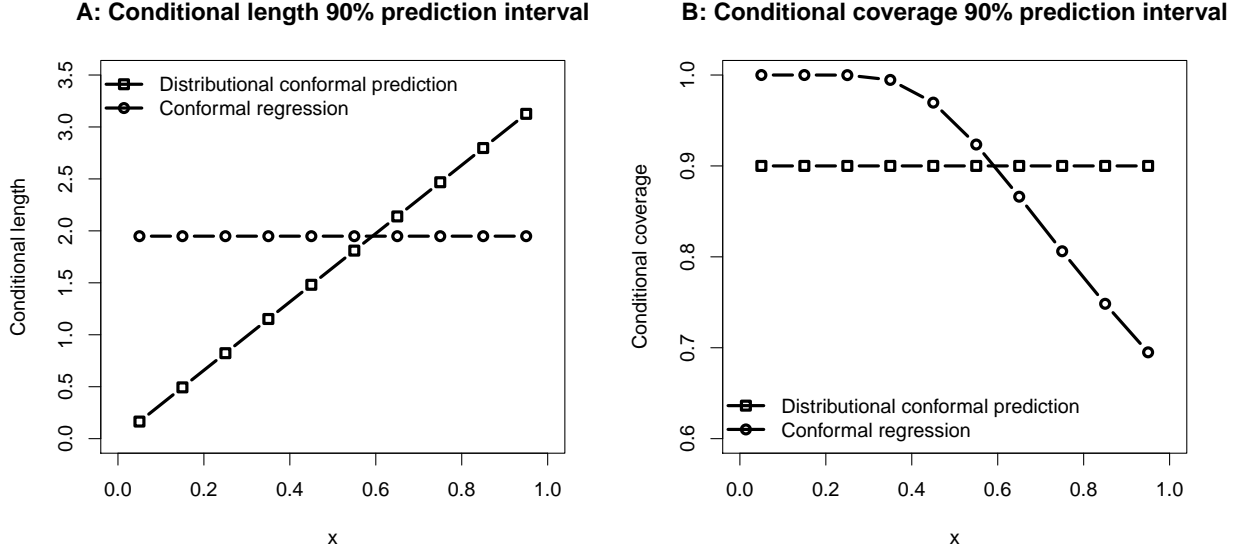 A: Conditional length 90% prediction interval
Conditional length
3.5
3.0
2.5
2.0
1.5
1.0
0.5
0.0
Distributional conformal prediction
Conformal regression
0.0 0.2 0.4 0.6 0.8 1.0
x
B: Conditional coverage 90% prediction interval
Conditional coverage
1.0
0.9
0.8
0.7
0.6
Distributional conformal prediction
Conformal regression
0.0 0.2 0.4 0.6 0.8 1.0
x